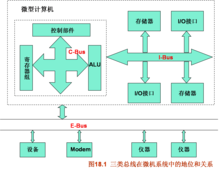 微型计算机
控制部件
存储器
I/O接口
C-Bus
寄存器组
ALU
I-Bus
I/O接口
存储器
E-Bus
设备
Modem
仪器
仪器
图18.1 三类总线在微机系统中的地位和关系